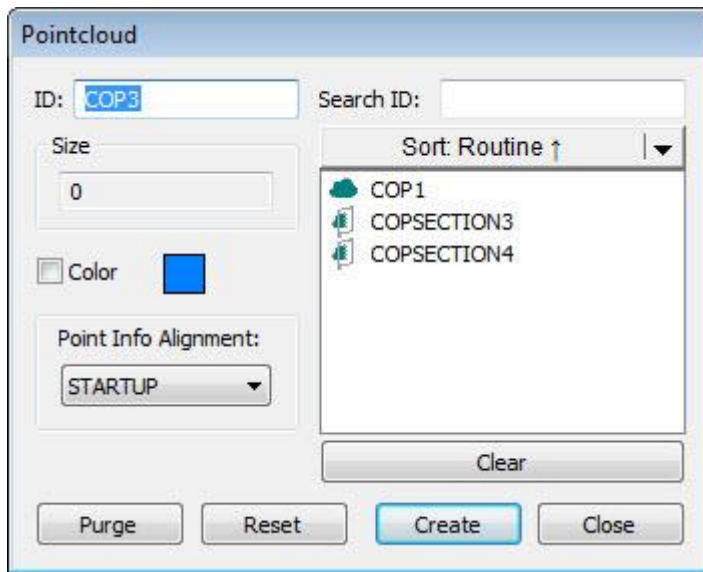 Pointcloud
ID: COP3
Search ID:
Size
0
Sort: Routine ↑
COP1
COPSECTION3
COPSECTION4
Color
Point Info Alignment:
STARTUP
Clear
Purge
Reset
Create
Close